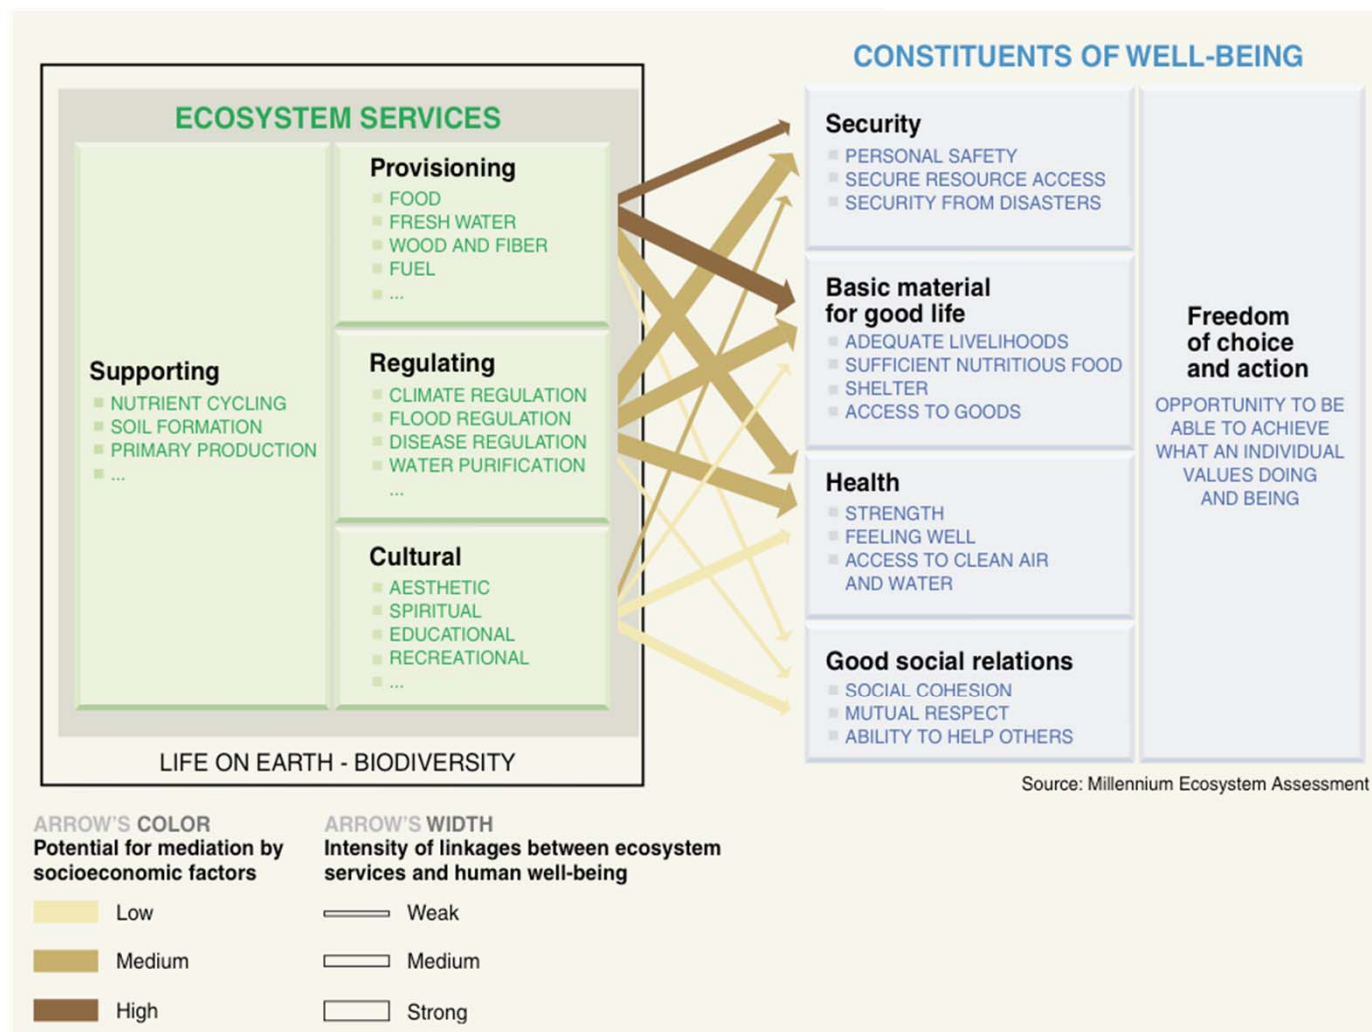 CONSTITUENTS OF WELL-BEING
ECOSYSTEM SERVICES
Supporting
NUTRIENT CYCLING
SOIL FORMATION
PRIMARY PRODUCTION
...
Provisioning
FOOD
FRESH WATER
WOOD AND FIBER
FUEL
...
Regulating
CLIMATE REGULATION
FLOOD REGULATION
DISEASE REGULATION
WATER PURIFICATION
...
Cultural
AESTHETIC
SPIRITUAL
EDUCATIONAL
RECREATIONAL
...
LIFE ON EARTH - BIODIVERSITY
Security
PERSONAL SAFETY
SECURE RESOURCE ACCESS
SECURITY FROM DISASTERS
Basic material
for good life
ADEQUATE LIVELIHOODS
SUFFICIENT NUTRITIOUS FOOD
SHELTER
ACCESS TO GOODS
Health
STRENGTH
FEELING WELL
ACCESS TO CLEAN AIR
AND WATER
Good social relations
SOCIAL COHESION
MUTUAL RESPECT
ABILITY TO HELP OTHERS
Freedom
of choice
and action
OPPORTUNITY TO BE
ABLE TO ACHIEVE
WHAT AN INDIVIDUAL
VALUES DOING
AND BEING
Source: Millennium Ecosystem Assessment
ARROW'S COLOR
Potential for mediation by
socioeconomic factors
Low
Medium
High
ARROW'S WIDTH
Intensity of linkages between ecosystem
services and human well-being
Weak
Medium
Strong